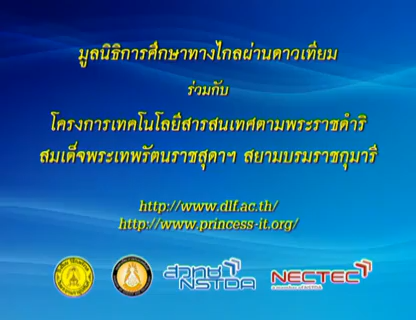 มูลนิธิการศึกษาทางไกลผ่านดาวเทียม
ร่วมกับ
โครงการเทคโนโลยีสารสนเทศตามพระราชดำริ
สมเด็จพระเทพรัตนราชสุดาฯ สยามบรมราชกุมารี
http://www.dlf.ac.th/
http://www.princess-it.org/
สวทช
NSTDA
NECTEC